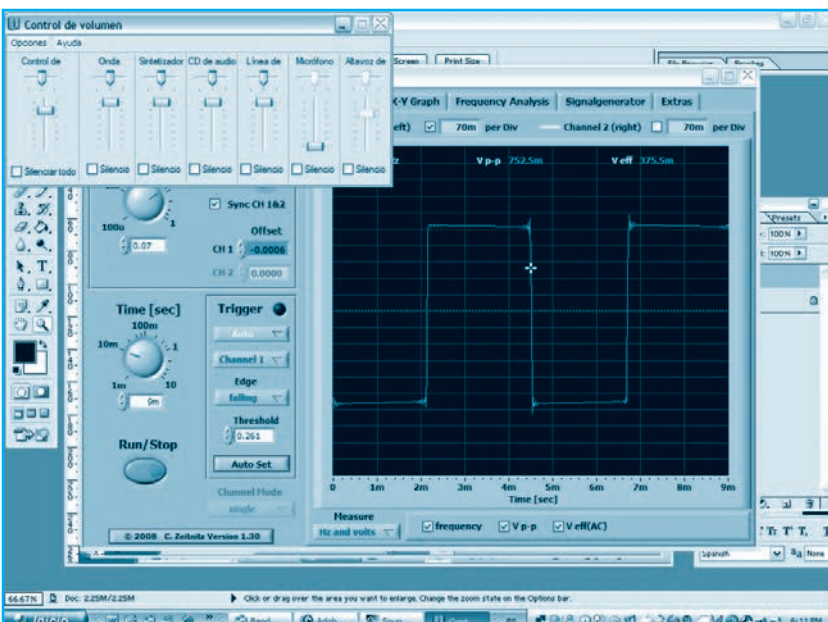 Control de volumen
Opciones Ayuda
Control de Onda Sintetizador CD de audio Línea de Micrófono Altavoz de
Silenciar todo Silencio Silencio Silencio Silencio Silencio Silencio
Screen Print Size
X-Y Graph Frequency Analysis Signalgenerator Extras
70m per Div Channel 2 (right) 70m per Div
V p-p 752.5m V eff 375.5m
Sync CH 1&2
100u 1
Offset
0.07
CH 1 -0.0006
CH 2 0.0000
Presets
100%
100%
Time [sec]
100m
10m 1
1m 10
9m
Trigger
Auto
Channel 1
Edge
falling
Threshold
0.261
Auto Set
Run/Stop
Channel Mode
single
© 2008 C. Zeitnitz Version 1.30
0 1m 2m 3m 4m 5m 6m 7m 8m 9m
Time [sec]
Measure
Hz and volts
frequency V p-p V eff(AC)
Spanish
None
66.67% Doc: 2.25M/2.25M Click or drag over the area you want to enlarge. Change the zoom state on the Options bar.
6:11 PM